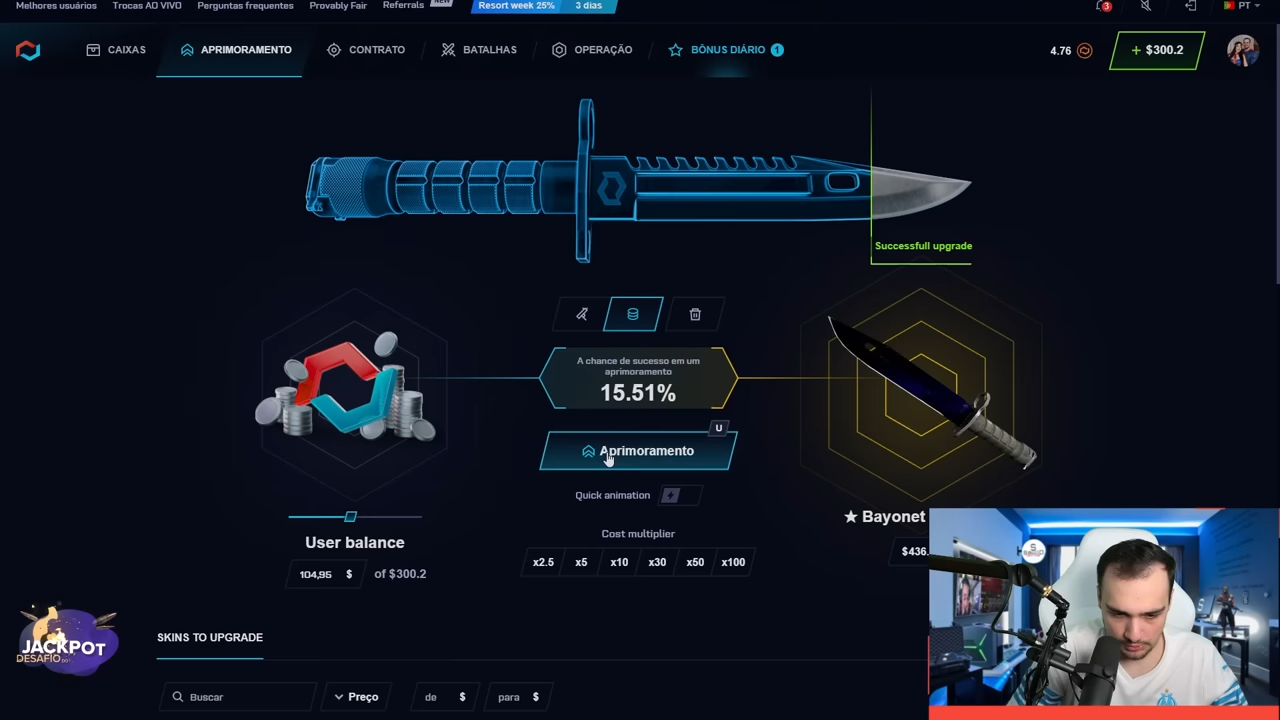 Melhores usuários Trocas AO VIVO Perguntas frequentes Provably Fair Referrals NEW Resort week 25% 3 dias 3 PT
CAIXAS APRIMORAMENTO CONTRATO BATALHAS OPERAÇÃO BÔNUS DIÁRIO 1 4.76 + $300.2
Successfull upgrade
A chance de sucesso em um
aprimoramento
15.51%
U
Aprimoramento
Quick animation
★ Bayonet
Cost multiplier
User balance
$436.
x2.5 x5 x10 x30 x50 x100
104,95 $ of $300.2
JACKPOT
DESAFIO
SKINS TO UPGRADE
Buscar Preço de $ para $